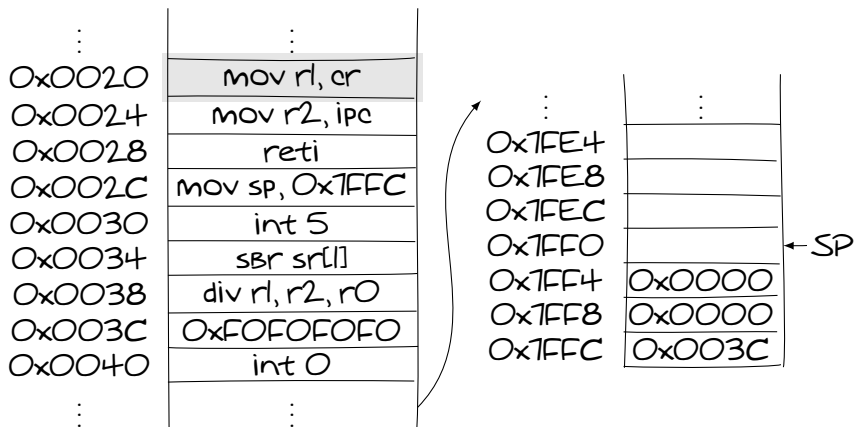 0x0020 mov r1, cr
0x0024 mov r2, ipc
0x0028 reti
0x002C mov sp, 0x7FFC
0x0030 int 5
0x0034 sbr sr[1]
0x0038 div r1, r2, r0
0x003C 0xF0F0F0F0
0x0040 int 0
0x7FE4
0x7FE8
0x7FEC
0x7FF0 SP
0x7FF4 0x0000
0x7FF8 0x0000
0x7FFC 0x003C